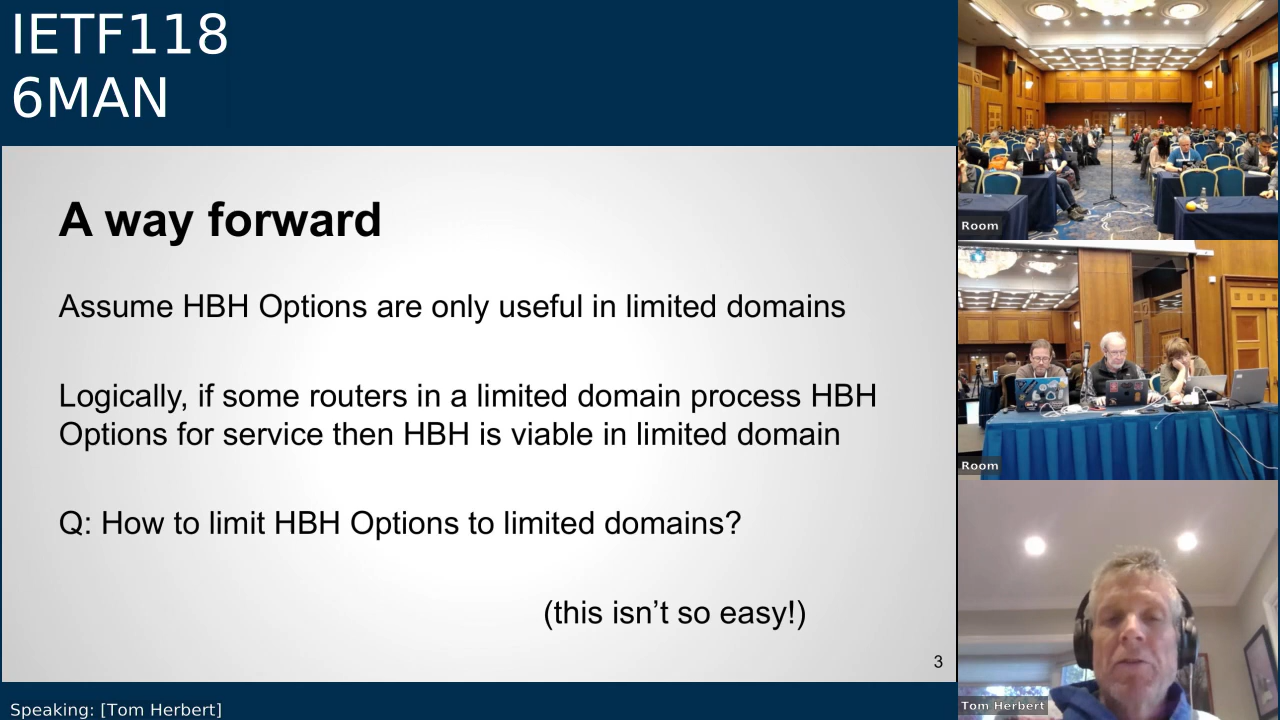 IETF118
6MAN
A way forward
Assume HBH Options are only useful in limited domains
Logically, if some routers in a limited domain process HBH
Options for service then HBH is viable in limited domain
Q: How to limit HBH Options to limited domains?
(this isn’t so easy!)
3
Speaking: [Tom Herbert]
Room
Room
Tom Herbert